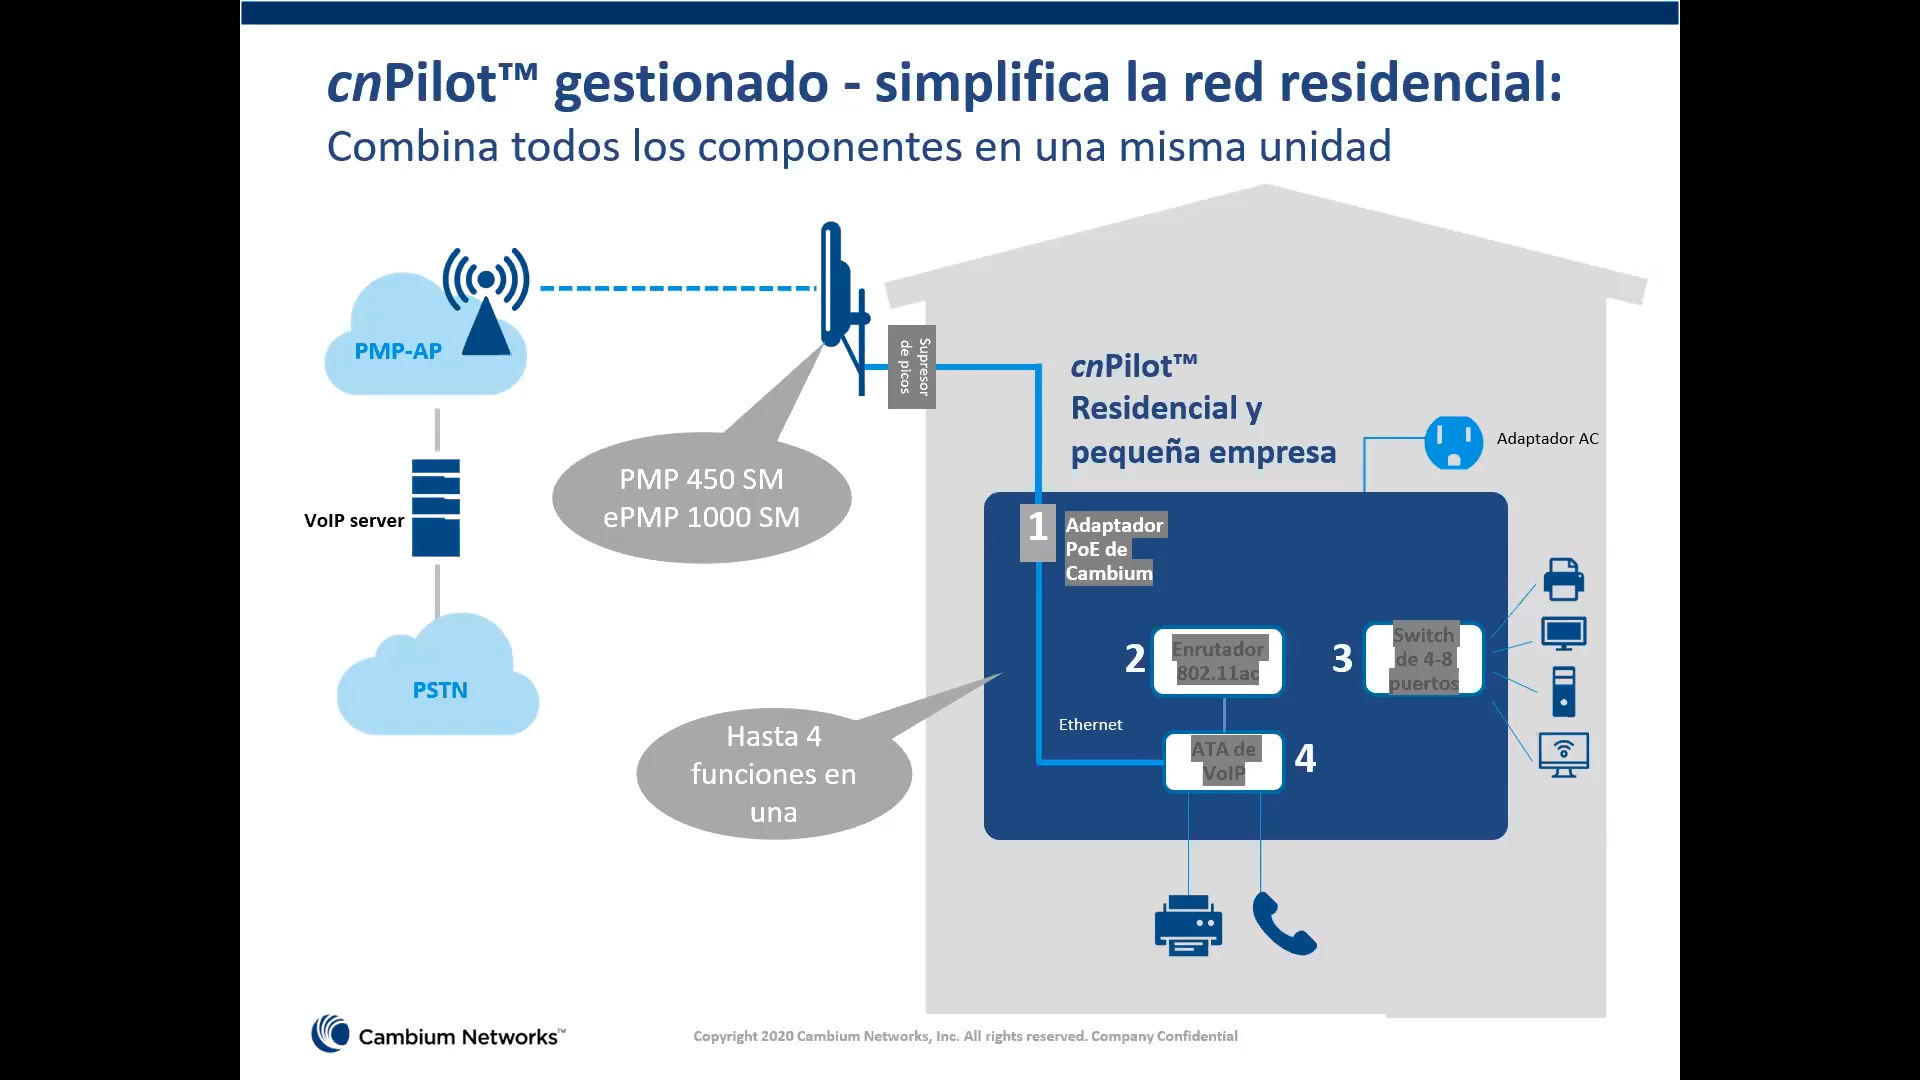 cnPilot™ gestionado - simplifica la red residencial:
Combina todos los componentes en una misma unidad
PMP-AP
VoIP server
PSTN
PMP 450 SM
ePMP 1000 SM
Supresor
de picos
cnPilot™
Residencial y
pequeña empresa
Adaptador AC
1
Adaptador
PoE de
Cambium
2
Enrutador
802.11ac
3
Switch
de 4-8
puertos
Ethernet
ATA de
VoIP
4
Hasta 4
funciones en
una
Cambium Networks™
Copyright 2020 Cambium Networks, Inc. All rights reserved. Company Confidential